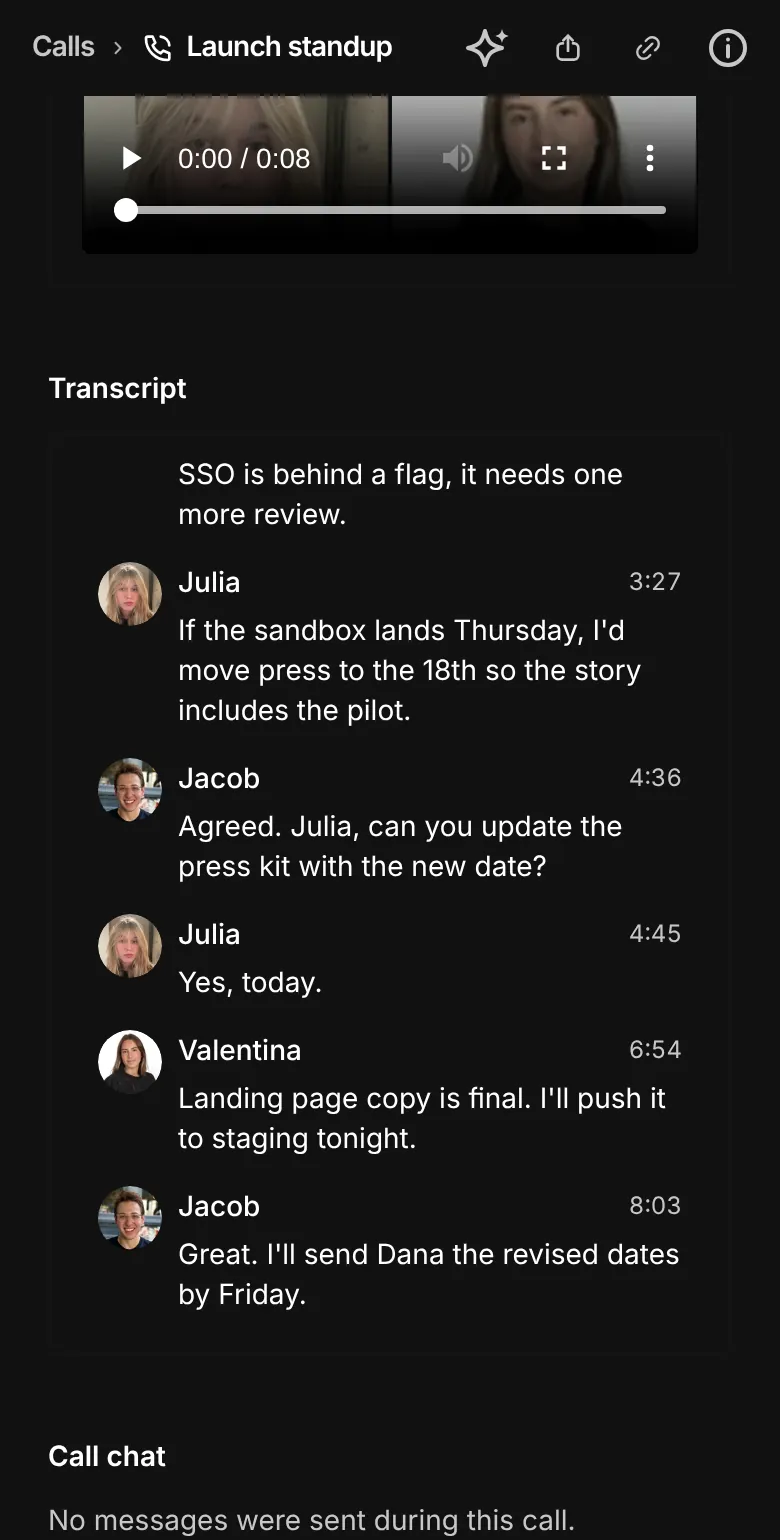 Calls › Launch standup
0:00 / 0:08
Transcript
SSO is behind a flag, it needs one
more review.
Julia 3:27
If the sandbox lands Thursday, I'd
move press to the 18th so the story
includes the pilot.
Jacob 4:36
Agreed. Julia, can you update the
press kit with the new date?
Julia 4:45
Yes, today.
Valentina 6:54
Landing page copy is final. I'll push it
to staging tonight.
Jacob 8:03
Great. I'll send Dana the revised dates
by Friday.
Call chat
No messages were sent during this call.